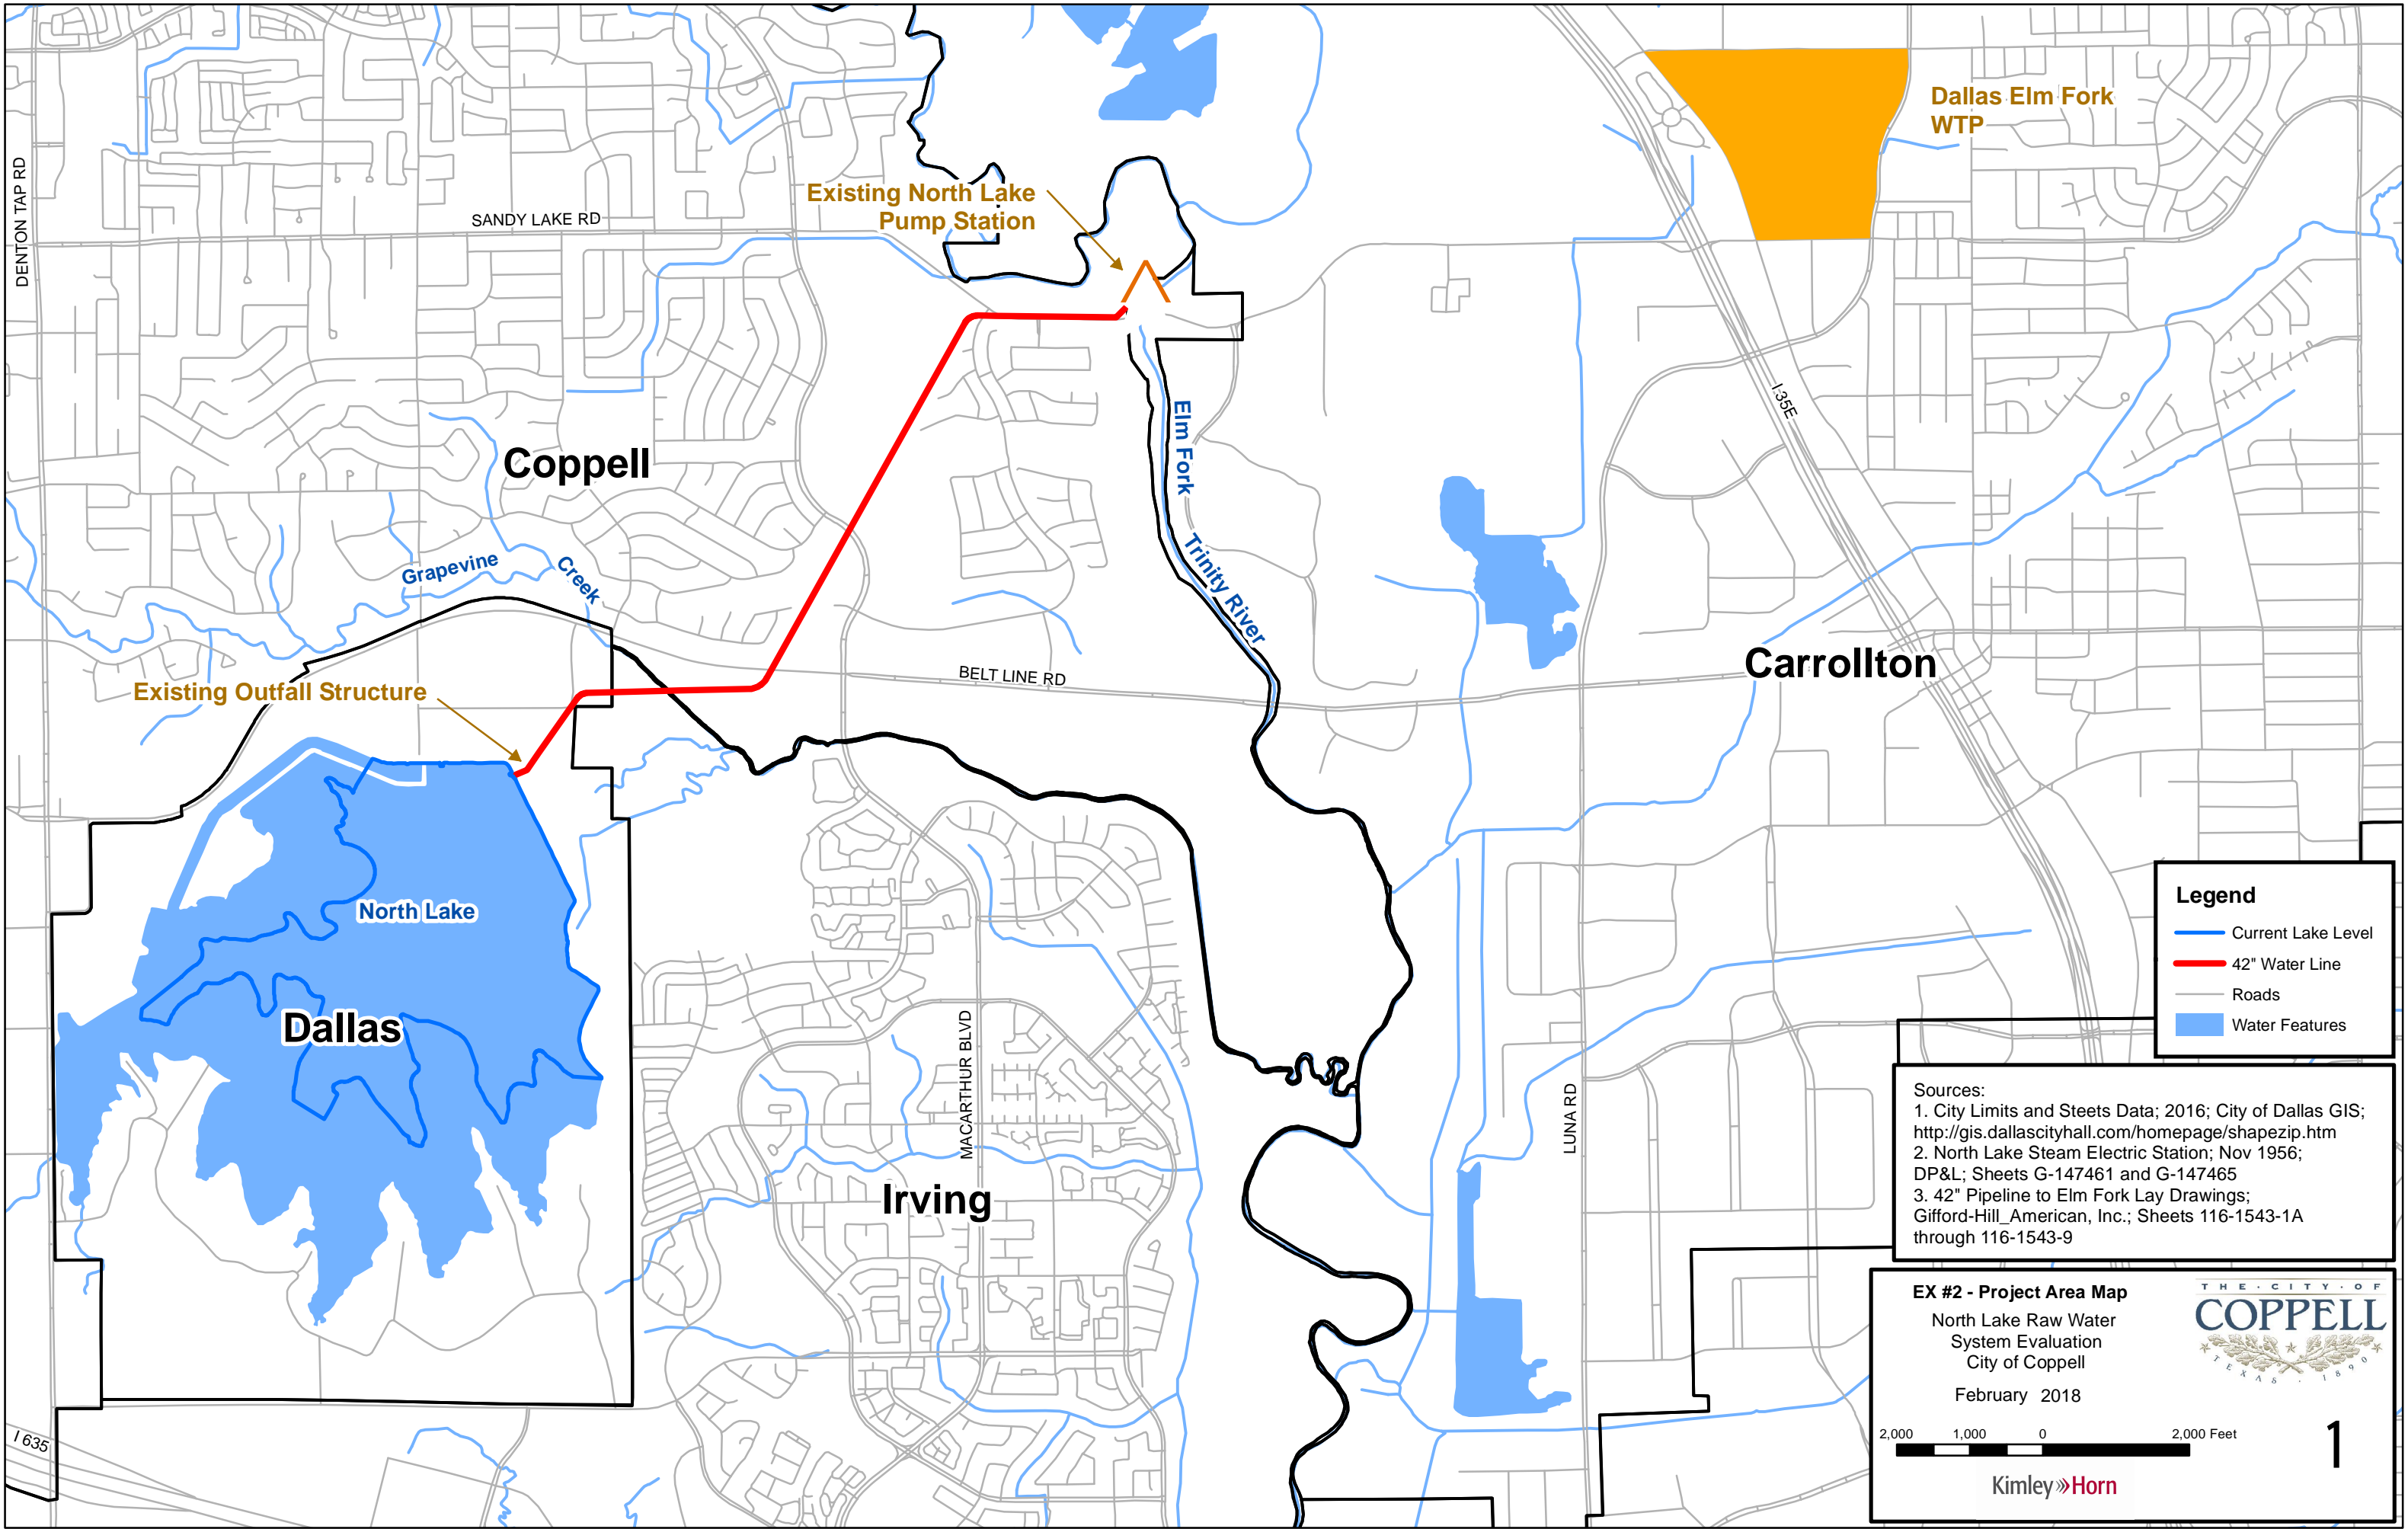 Dallas Elm Fork
WTP
DENTON TAP RD
SANDY LAKE RD
Existing North Lake
Pump Station
I-35E
Elm Fork
Trinity River
Coppell
Grapevine
Creek
Carrollton
BELT LINE RD
Existing Outfall Structure
North Lake
Dallas
MACARTHUR BLVD
LUNA RD
Irving
I 635
Legend
Current Lake Level
42" Water Line
Roads
Water Features
Sources:
1. City Limits and Steets Data; 2016; City of Dallas GIS;
http://gis.dallascityhall.com/homepage/shapezip.htm
2. North Lake Steam Electric Station; Nov 1956;
DP&L; Sheets G-147461 and G-147465
3. 42" Pipeline to Elm Fork Lay Drawings;
Gifford-Hill_American, Inc.; Sheets 116-1543-1A
through 116-1543-9
EX #2 - Project Area Map
North Lake Raw Water
System Evaluation
City of Coppell
February 2018
2,000 1,000 0 2,000 Feet
Kimley»Horn
THE · CITY · OF
COPPELL
TEXAS · 1890
1